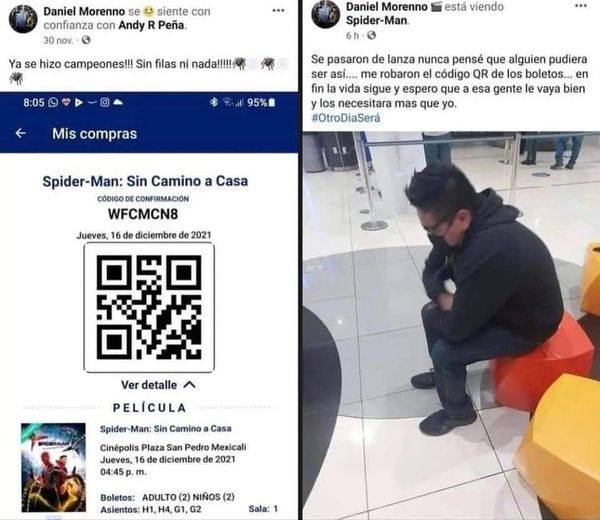 Daniel Morenno se siente con
confianza con Andy R Peña.
30 nov.
Ya se hizo campeones!!! Sin filas ni nada!!!!!
8:05
95%
Mis compras
Spider-Man: Sin Camino a Casa
CÓDIGO DE CONFIRMACIÓN
WFCMCN8
Jueves, 16 de diciembre de 2021
Ver detalle
PELÍCULA
Spider-Man: Sin Camino a Casa
Cinépolis Plaza San Pedro Mexicali
Jueves, 16 de diciembre de 2021
04:45 p. m.
Boletos: ADULTO (2) NIÑOS (2)
Asientos: H1, H4, G1, G2
Sala: 1
Daniel Morenno está viendo
Spider-Man.
6 h
Se pasaron de lanza nunca pensé que alguien pudiera
ser así.... me robaron el código QR de los boletos... en
fin la vida sigue y espero que a esa gente le vaya bien
y los necesitara mas que yo.
#OtroDiaSerá